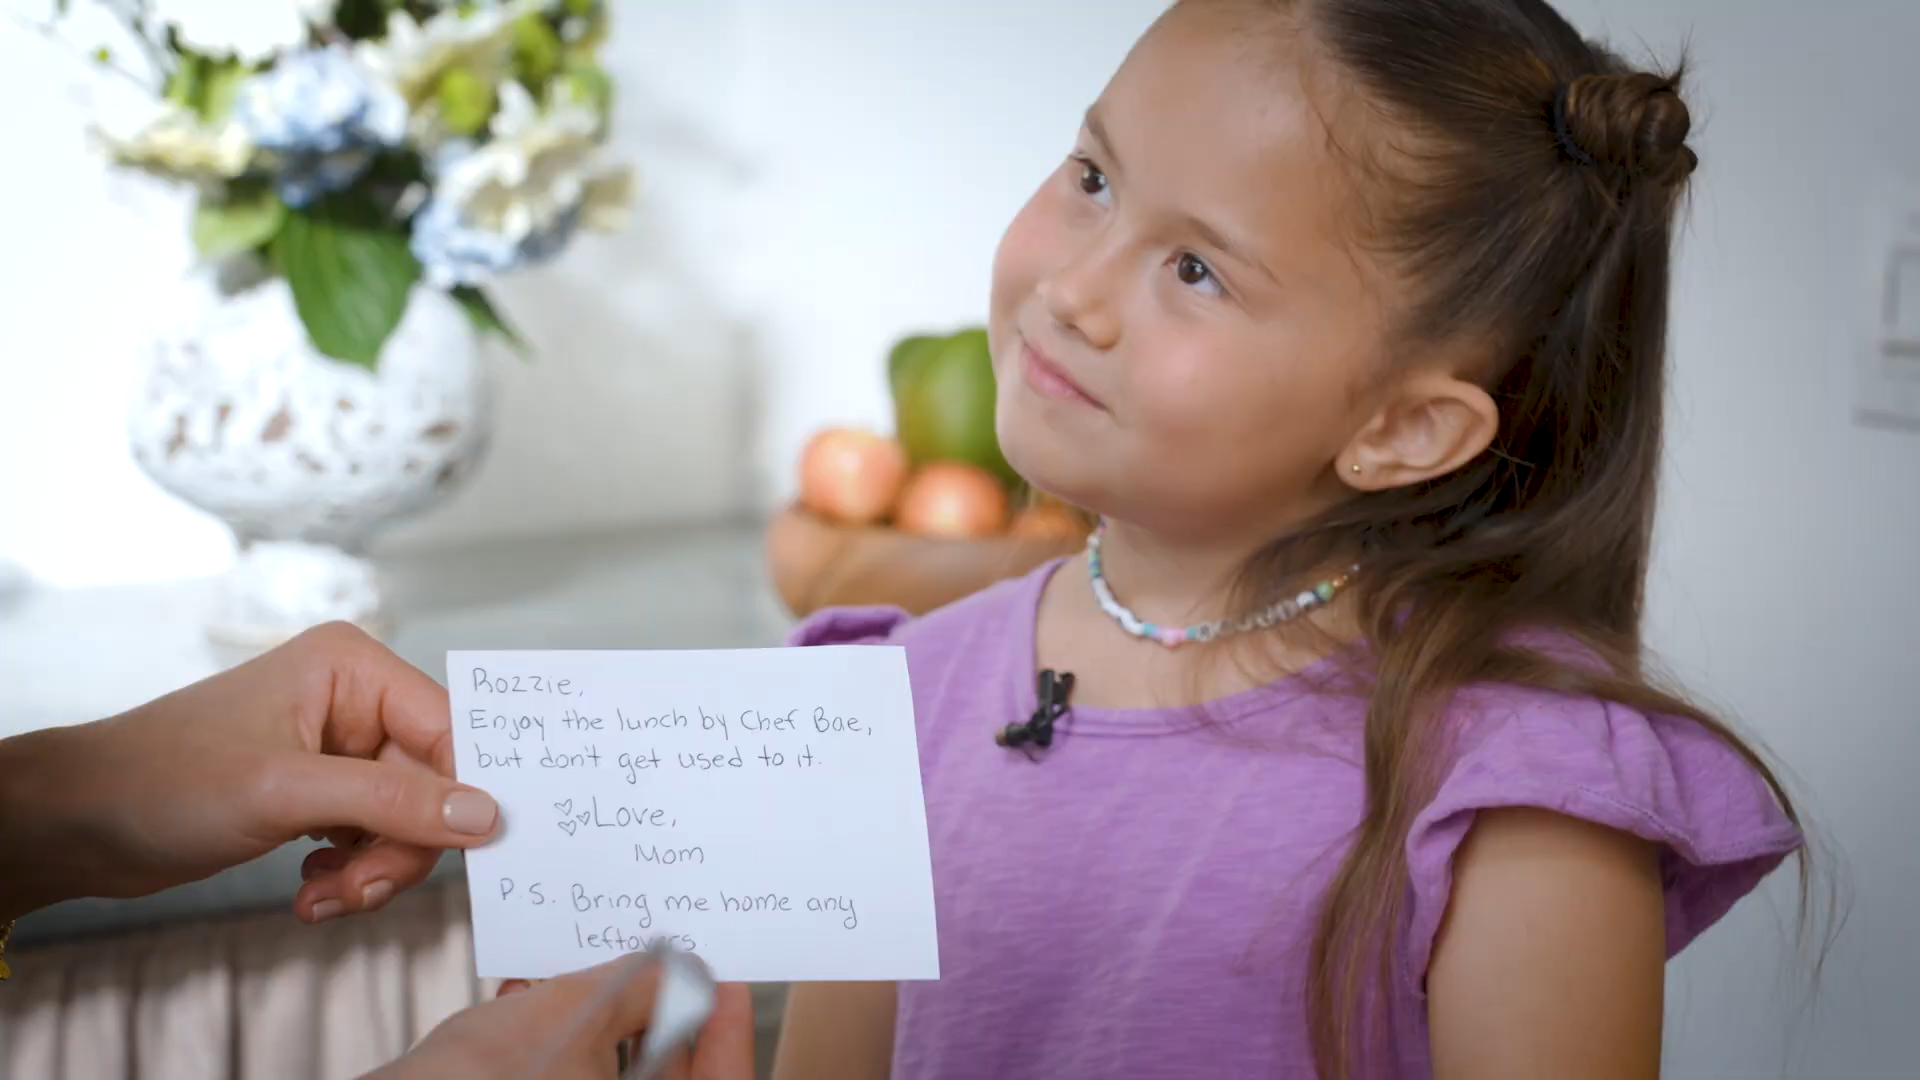 Rozzie,
Enjoy the lunch by Chef Bae,
but don't get used to it.
Love,
Mom
P.S. Bring me home any
leftovers.